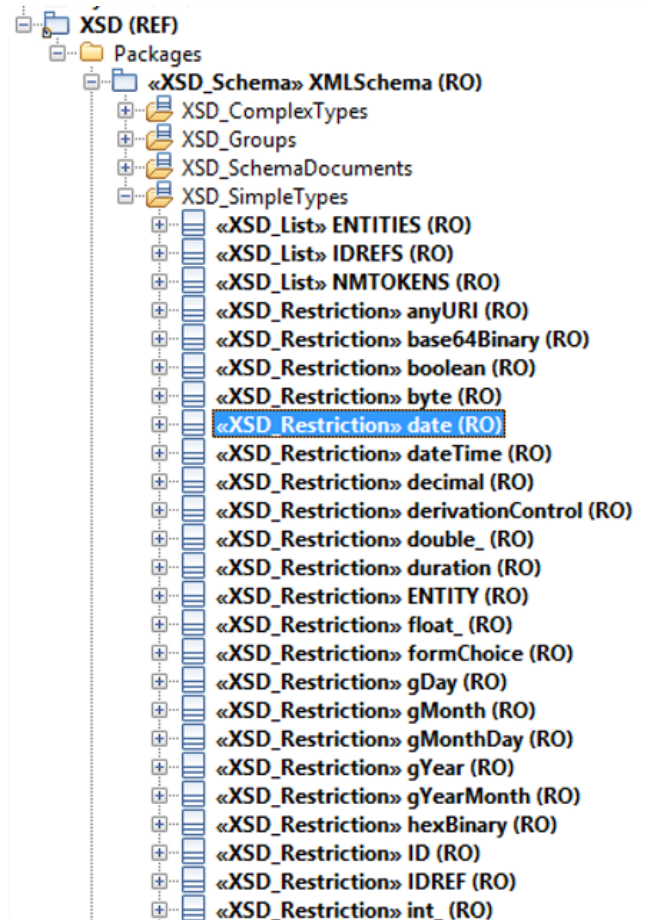 XSD (REF)
Packages
«XSD_Schema» XMLSchema (RO)
XSD_ComplexTypes
XSD_Groups
XSD_SchemaDocuments
XSD_SimpleTypes
«XSD_List» ENTITIES (RO)
«XSD_List» IDREFS (RO)
«XSD_List» NMTOKENS (RO)
«XSD_Restriction» anyURI (RO)
«XSD_Restriction» base64Binary (RO)
«XSD_Restriction» boolean (RO)
«XSD_Restriction» byte (RO)
«XSD_Restriction» date (RO)
«XSD_Restriction» dateTime (RO)
«XSD_Restriction» decimal (RO)
«XSD_Restriction» derivationControl (RO)
«XSD_Restriction» double_ (RO)
«XSD_Restriction» duration (RO)
«XSD_Restriction» ENTITY (RO)
«XSD_Restriction» float_ (RO)
«XSD_Restriction» formChoice (RO)
«XSD_Restriction» gDay (RO)
«XSD_Restriction» gMonth (RO)
«XSD_Restriction» gMonthDay (RO)
«XSD_Restriction» gYear (RO)
«XSD_Restriction» gYearMonth (RO)
«XSD_Restriction» hexBinary (RO)
«XSD_Restriction» ID (RO)
«XSD_Restriction» IDREF (RO)
«XSD_Restriction» int_ (RO)